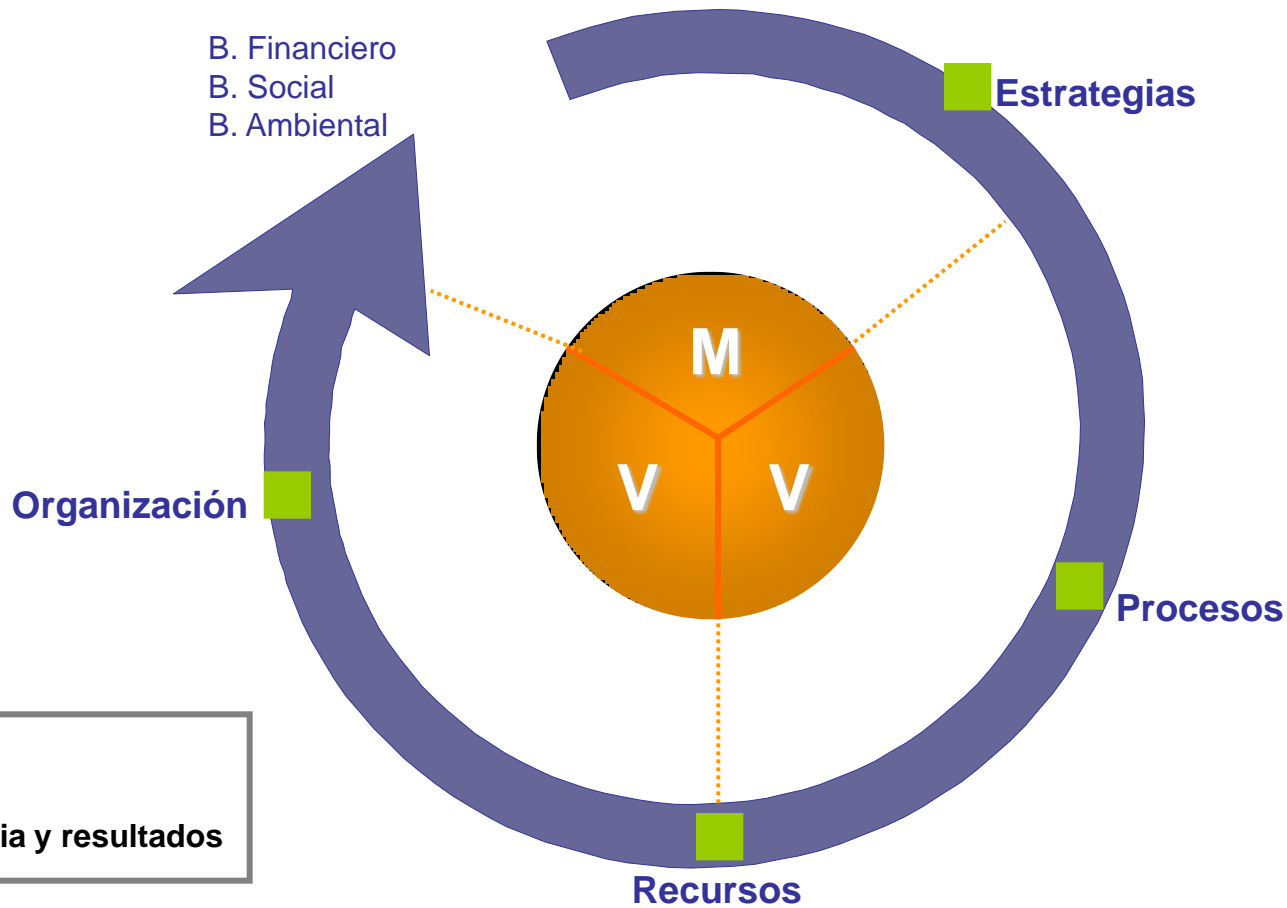 B. Financiero
B. Social
B. Ambiental
Estrategias
M
V
V
Organización
Procesos
ia y resultados
Recursos